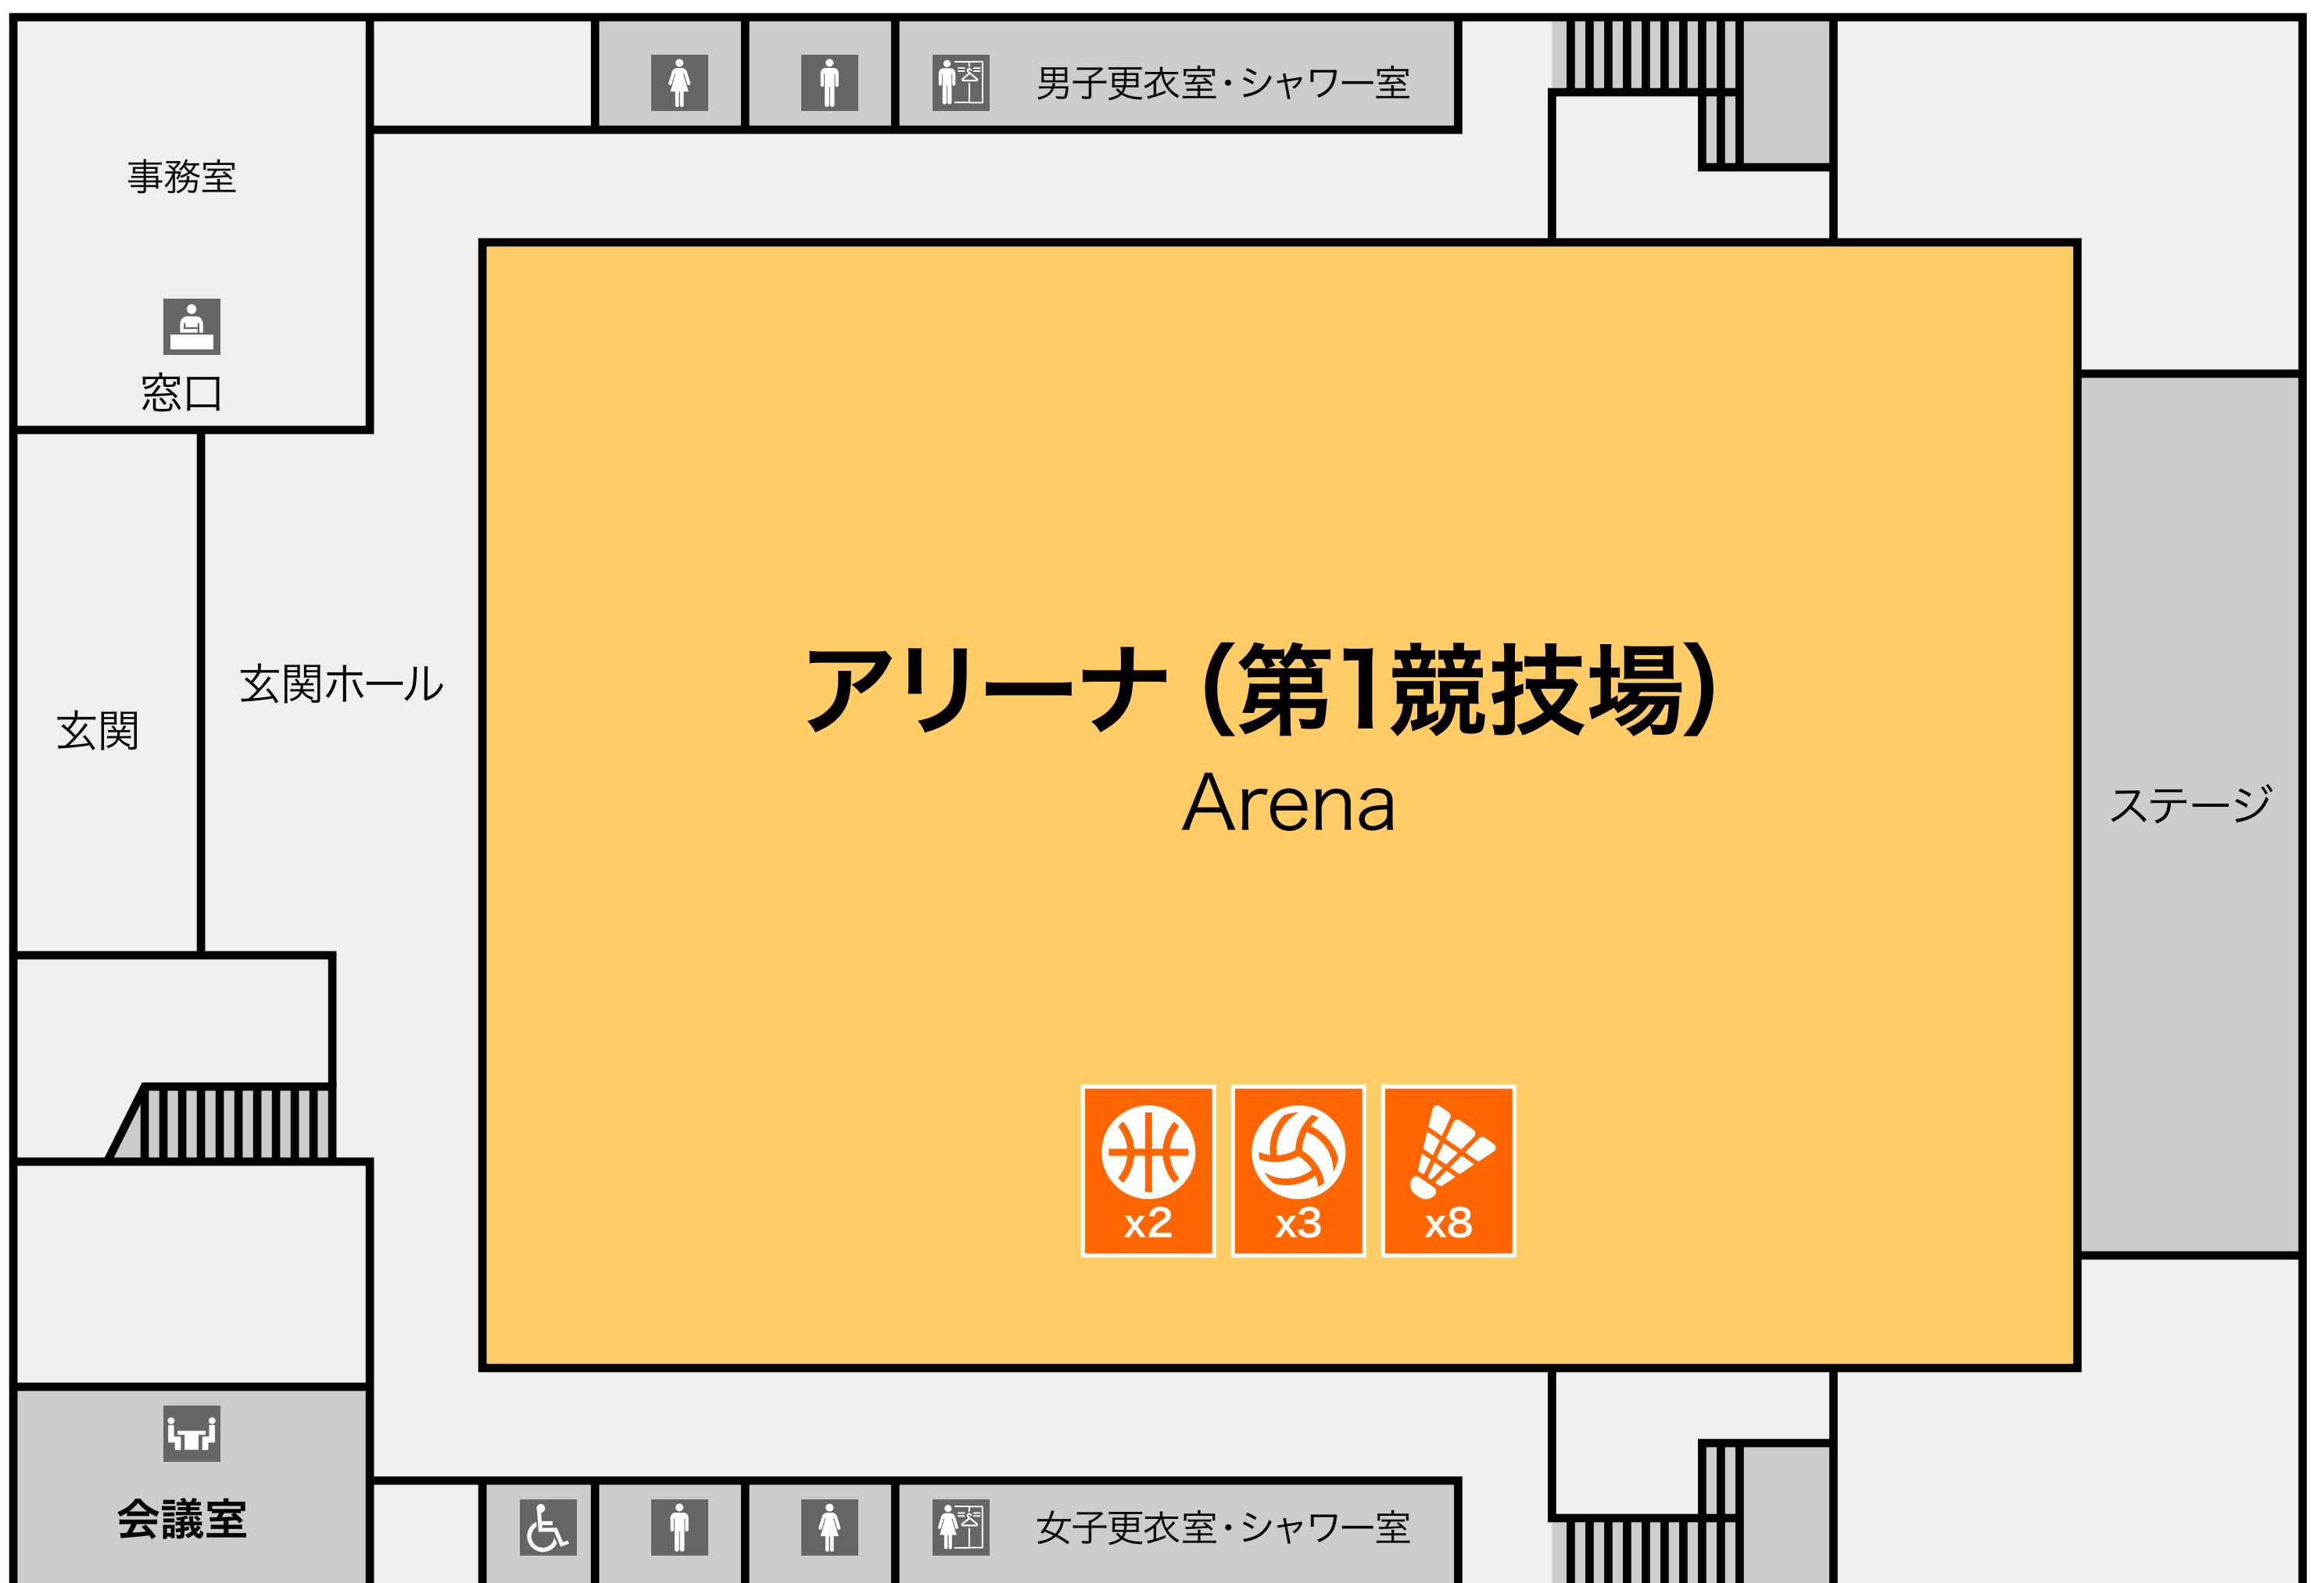 男子更衣室・シャワー室
事務室
窓口
玄関ホール
玄関
アリーナ（第1競技場）
Arena
ステージ
x2
x3
x8
会議室
女子更衣室・シャワー室